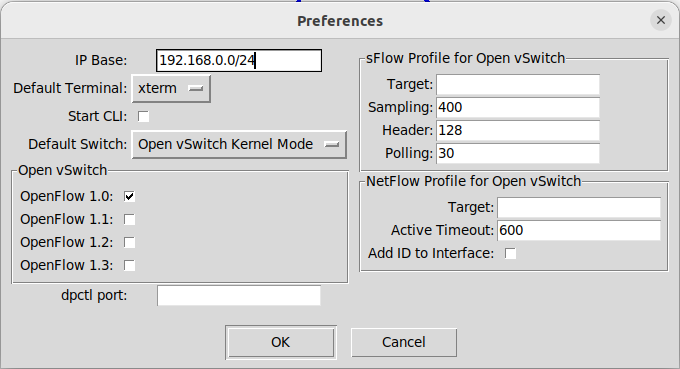 Preferences
IP Base: 192.168.0.0/24
Default Terminal: xterm
Start CLI:
Default Switch: Open vSwitch Kernel Mode
Open vSwitch
OpenFlow 1.0:
OpenFlow 1.1:
OpenFlow 1.2:
OpenFlow 1.3:
dpctl port:
sFlow Profile for Open vSwitch
Target:
Sampling: 400
Header: 128
Polling: 30
NetFlow Profile for Open vSwitch
Target:
Active Timeout: 600
Add ID to Interface:
OK
Cancel